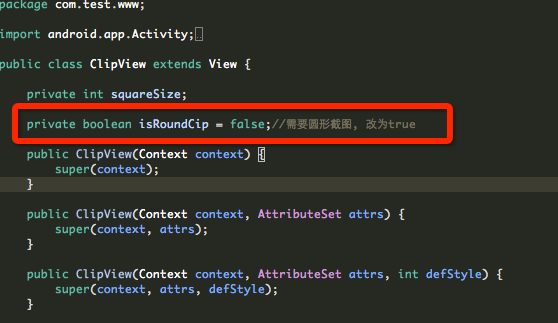 package com.test.www;
import android.app.Activity;
public class ClipView extends View {
private int squareSize;
private boolean isRoundCip = false;//需要圆形截图, 改为true
public ClipView(Context context) {
super(context);
}
public ClipView(Context context, AttributeSet attrs) {
super(context, attrs);
}
public ClipView(Context context, AttributeSet attrs, int defStyle) {
super(context, attrs, defStyle);
}